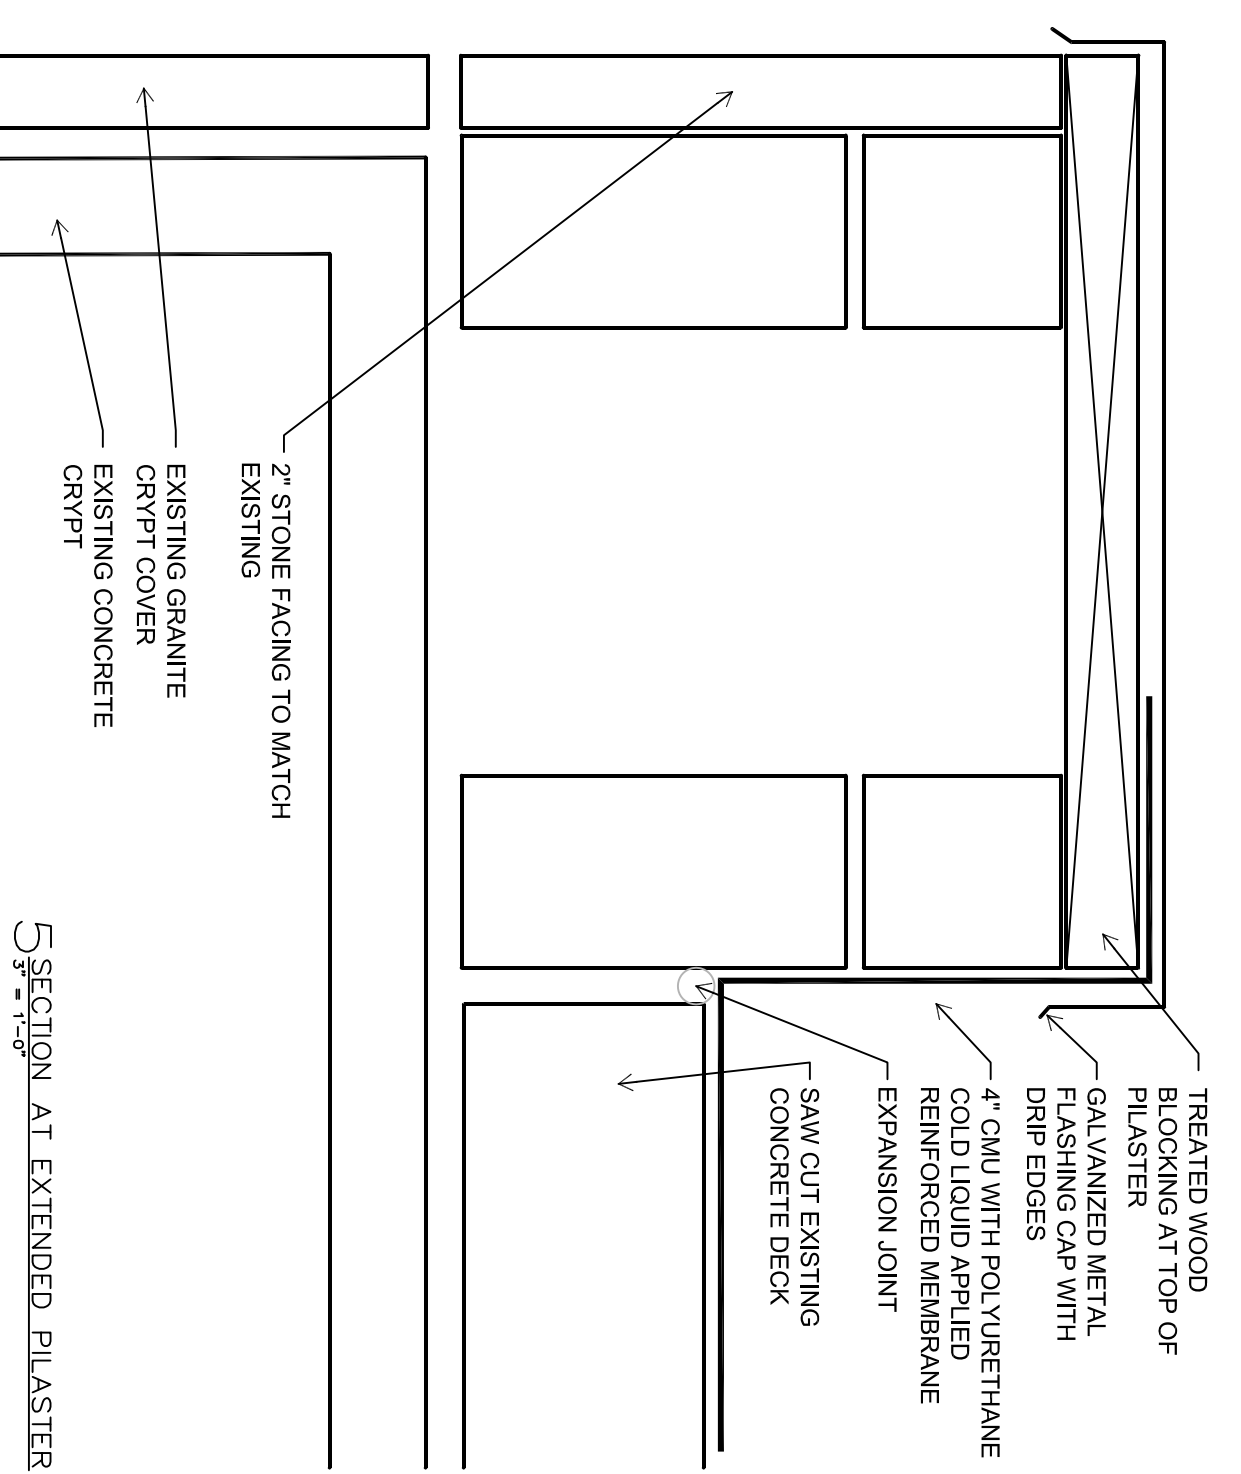 TREATED WOOD
BLOCKING AT TOP OF
PILASTER
GALVANIZED METAL
FLASHING CAP WITH
DRIP EDGES
4" CMU WITH POLYURETHANE
COLD LIQUID APPLIED
REINFORCED MEMBRANE
EXPANSION JOINT
SAW CUT EXISTING
CONCRETE DECK
2" STONE FACING TO MATCH
EXISTING
EXISTING GRANITE
CRYPT COVER
EXISTING CONCRETE
CRYPT
5 SECTION AT EXTENDED PILASTER
3" = 1'-0"